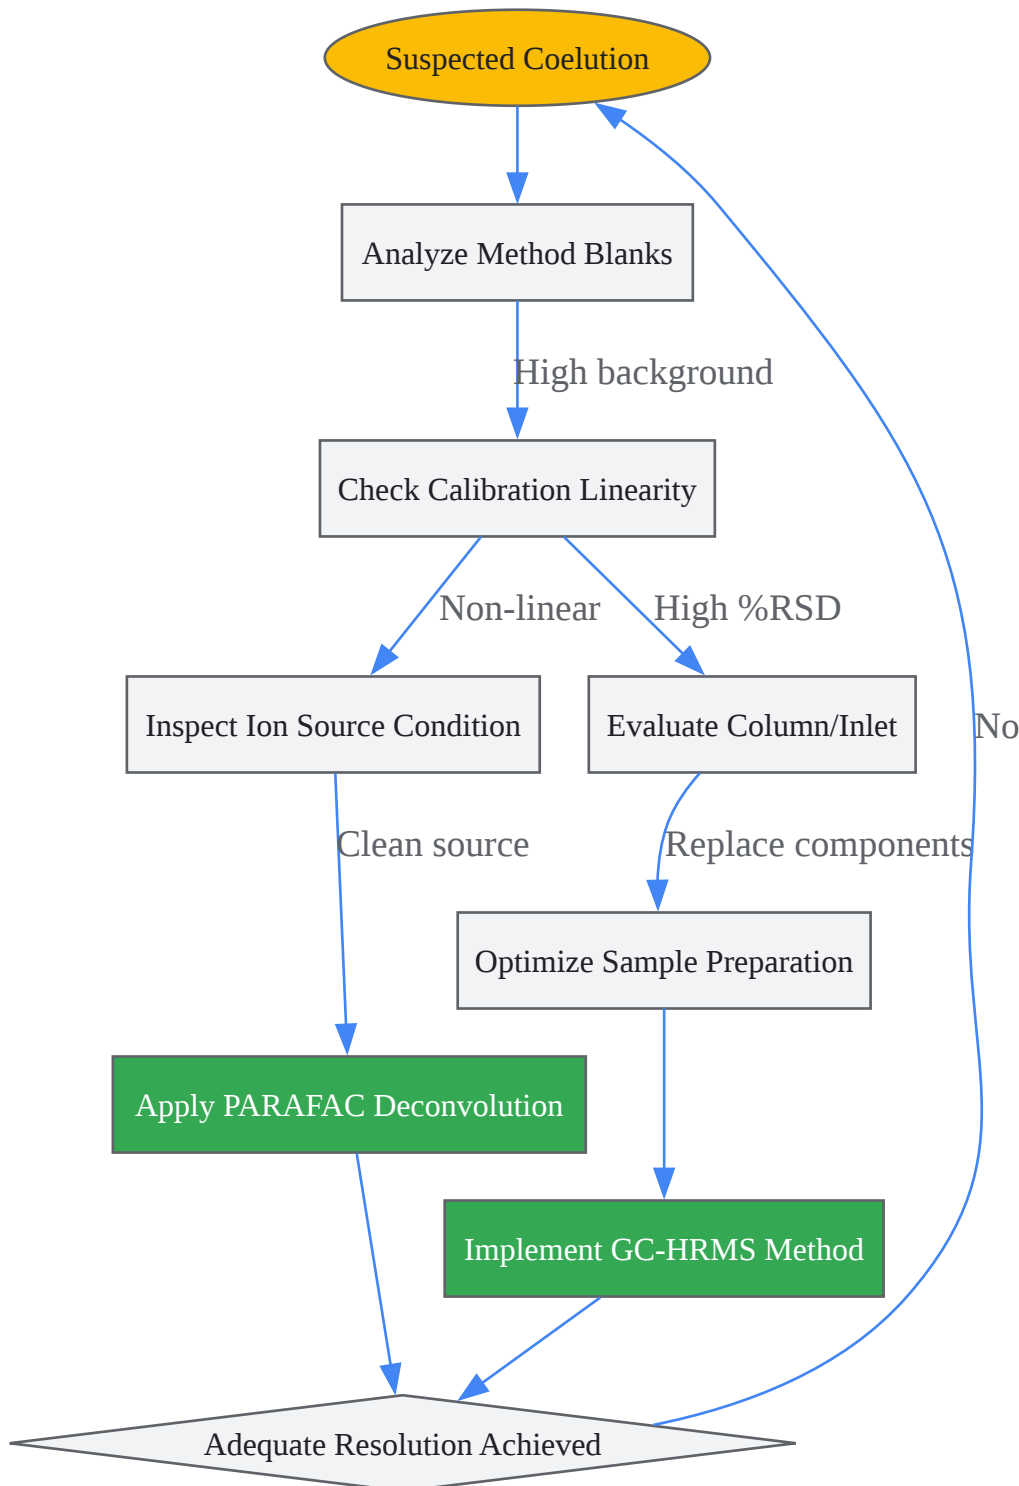 Suspected Coelution
Analyze Method Blanks
High background
Check Calibration Linearity
Non-linear
High %RSD
Inspect Ion Source Condition
Evaluate Column/Inlet
No
Clean source
Replace components
Optimize Sample Preparation
Apply PARAFAC Deconvolution
Implement GC-HRMS Method
Adequate Resolution Achieved